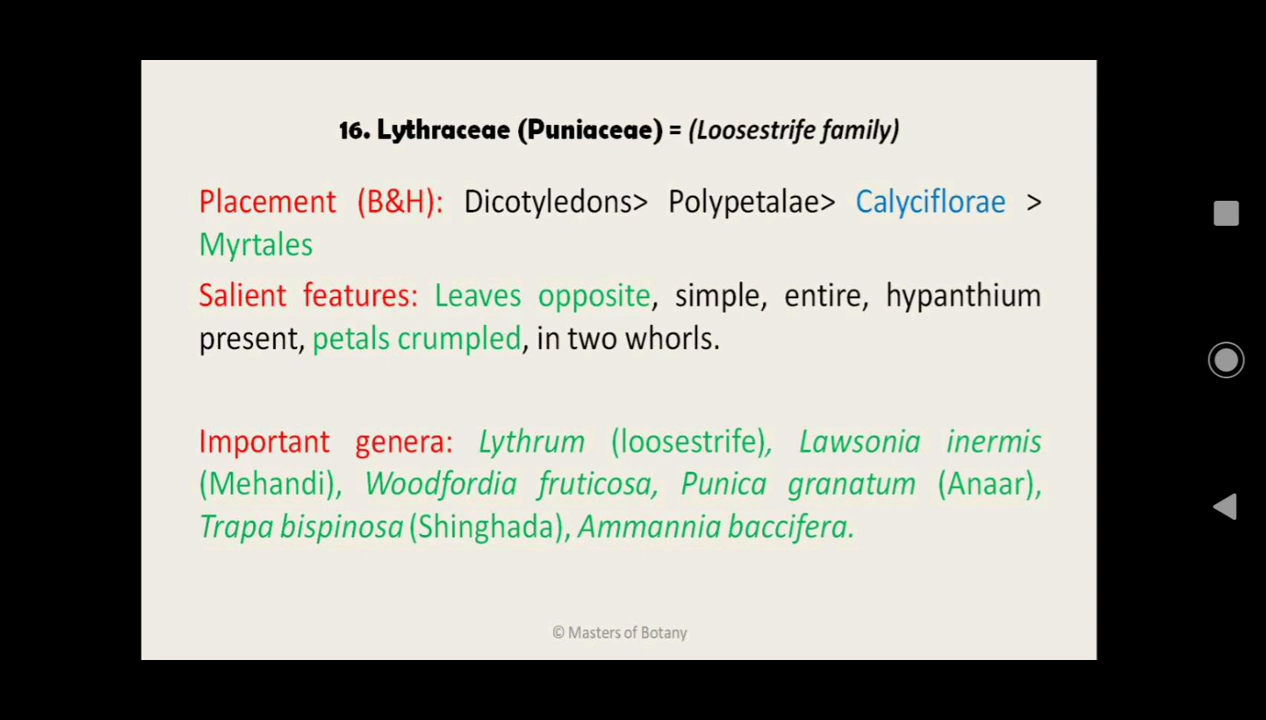 16. Lythraceae (Puniaceae) = (Loosestrife family)
Placement (B&H): Dicotyledons> Polypetalae> Calyciflorae >
Myrtales
Salient features: Leaves opposite, simple, entire, hypanthium
present, petals crumpled, in two whorls.
Important genera: Lythrum (loosestrife), Lawsonia inermis
(Mehandi), Woodfordia fruticosa, Punica granatum (Anaar),
Trapa bispinosa (Shinghada), Ammannia baccifera.
© Masters of Botany